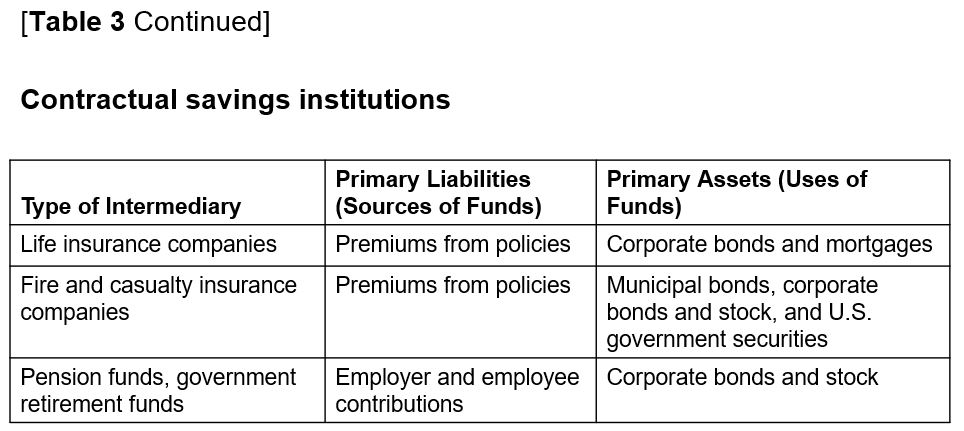 [Table 3 Continued]
Contractual savings institutions
Type of Intermediary
Primary Liabilities
(Sources of Funds)
Primary Assets (Uses of
Funds)
Life insurance companies
Premiums from policies
Corporate bonds and mortgages
Fire and casualty insurance
companies
Premiums from policies
Municipal bonds, corporate
bonds and stock, and U.S.
government securities
Pension funds, government
retirement funds
Employer and employee
contributions
Corporate bonds and stock